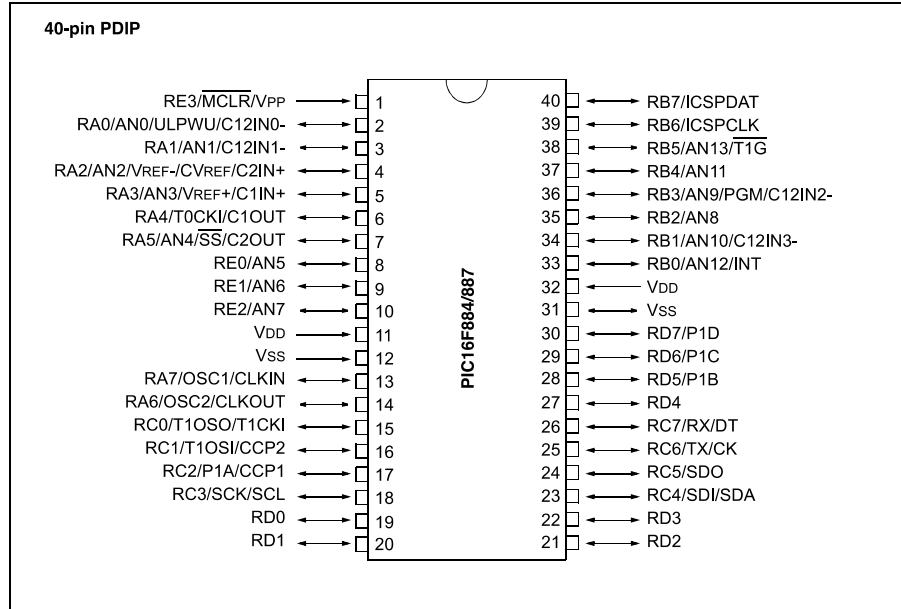 40-pin PDIP
RE3/MCLR/VPP 1
RA0/AN0/ULPWU/C12IN0- 2
RA1/AN1/C12IN1- 3
RA2/AN2/VREF-/CVREF/C2IN+ 4
RA3/AN3/VREF+/C1IN+ 5
RA4/T0CKI/C1OUT 6
RA5/AN4/SS/C2OUT 7
RE0/AN5 8
RE1/AN6 9
RE2/AN7 10
VDD 11
VSS 12
RA7/OSC1/CLKIN 13
RA6/OSC2/CLKOUT 14
RC0/T1OSO/T1CKI 15
RC1/T1OSI/CCP2 16
RC2/P1A/CCP1 17
RC3/SCK/SCL 18
RD0 19
RD1 20
PIC16F884/887
40 RB7/ICSPDAT
39 RB6/ICSPCLK
38 RB5/AN13/T1G
37 RB4/AN11
36 RB3/AN9/PGM/C12IN2-
35 RB2/AN8
34 RB1/AN10/C12IN3-
33 RB0/AN12/INT
32 VDD
31 VSS
30 RD7/P1D
29 RD6/P1C
28 RD5/P1B
27 RD4
26 RC7/RX/DT
25 RC6/TX/CK
24 RC5/SDO
23 RC4/SDI/SDA
22 RD3
21 RD2